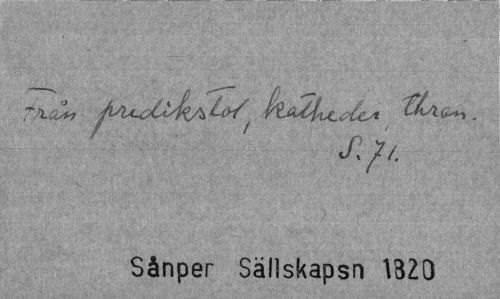 Från predikstol, katheder, thron.
S. 71.
Sånper Sällskapsn 1820